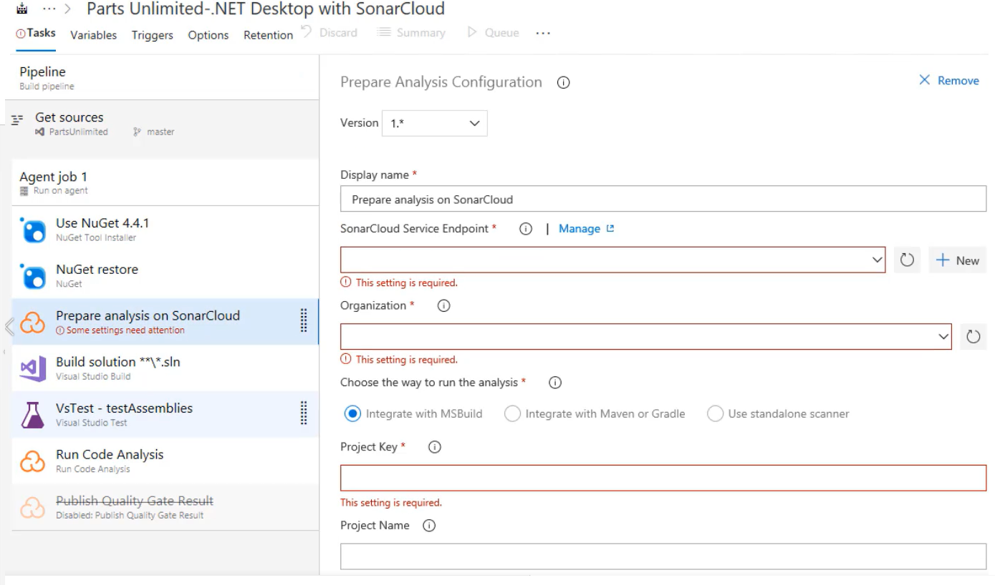 ··· > Parts Unlimited-.NET Desktop with SonarCloud
Tasks Variables Triggers Options Retention Discard Summary Queue ···
Pipeline
Build pipeline
Get sources
PartsUnlimited master
Agent job 1
Run on agent
Use NuGet 4.4.1
NuGet Tool Installer
NuGet restore
NuGet
Prepare analysis on SonarCloud
Some settings need attention
Build solution **\*.sln
Visual Studio Build
VsTest - testAssemblies
Visual Studio Test
Run Code Analysis
Run Code Analysis
Publish Quality Gate Result
Disabled: Publish Quality Gate Result
Prepare Analysis Configuration
Remove
Version 1.*
Display name *
Prepare analysis on SonarCloud
SonarCloud Service Endpoint * | Manage
New
This setting is required.
Organization *
This setting is required.
Choose the way to run the analysis *
Integrate with MSBuild Integrate with Maven or Gradle Use standalone scanner
Project Key *
This setting is required.
Project Name